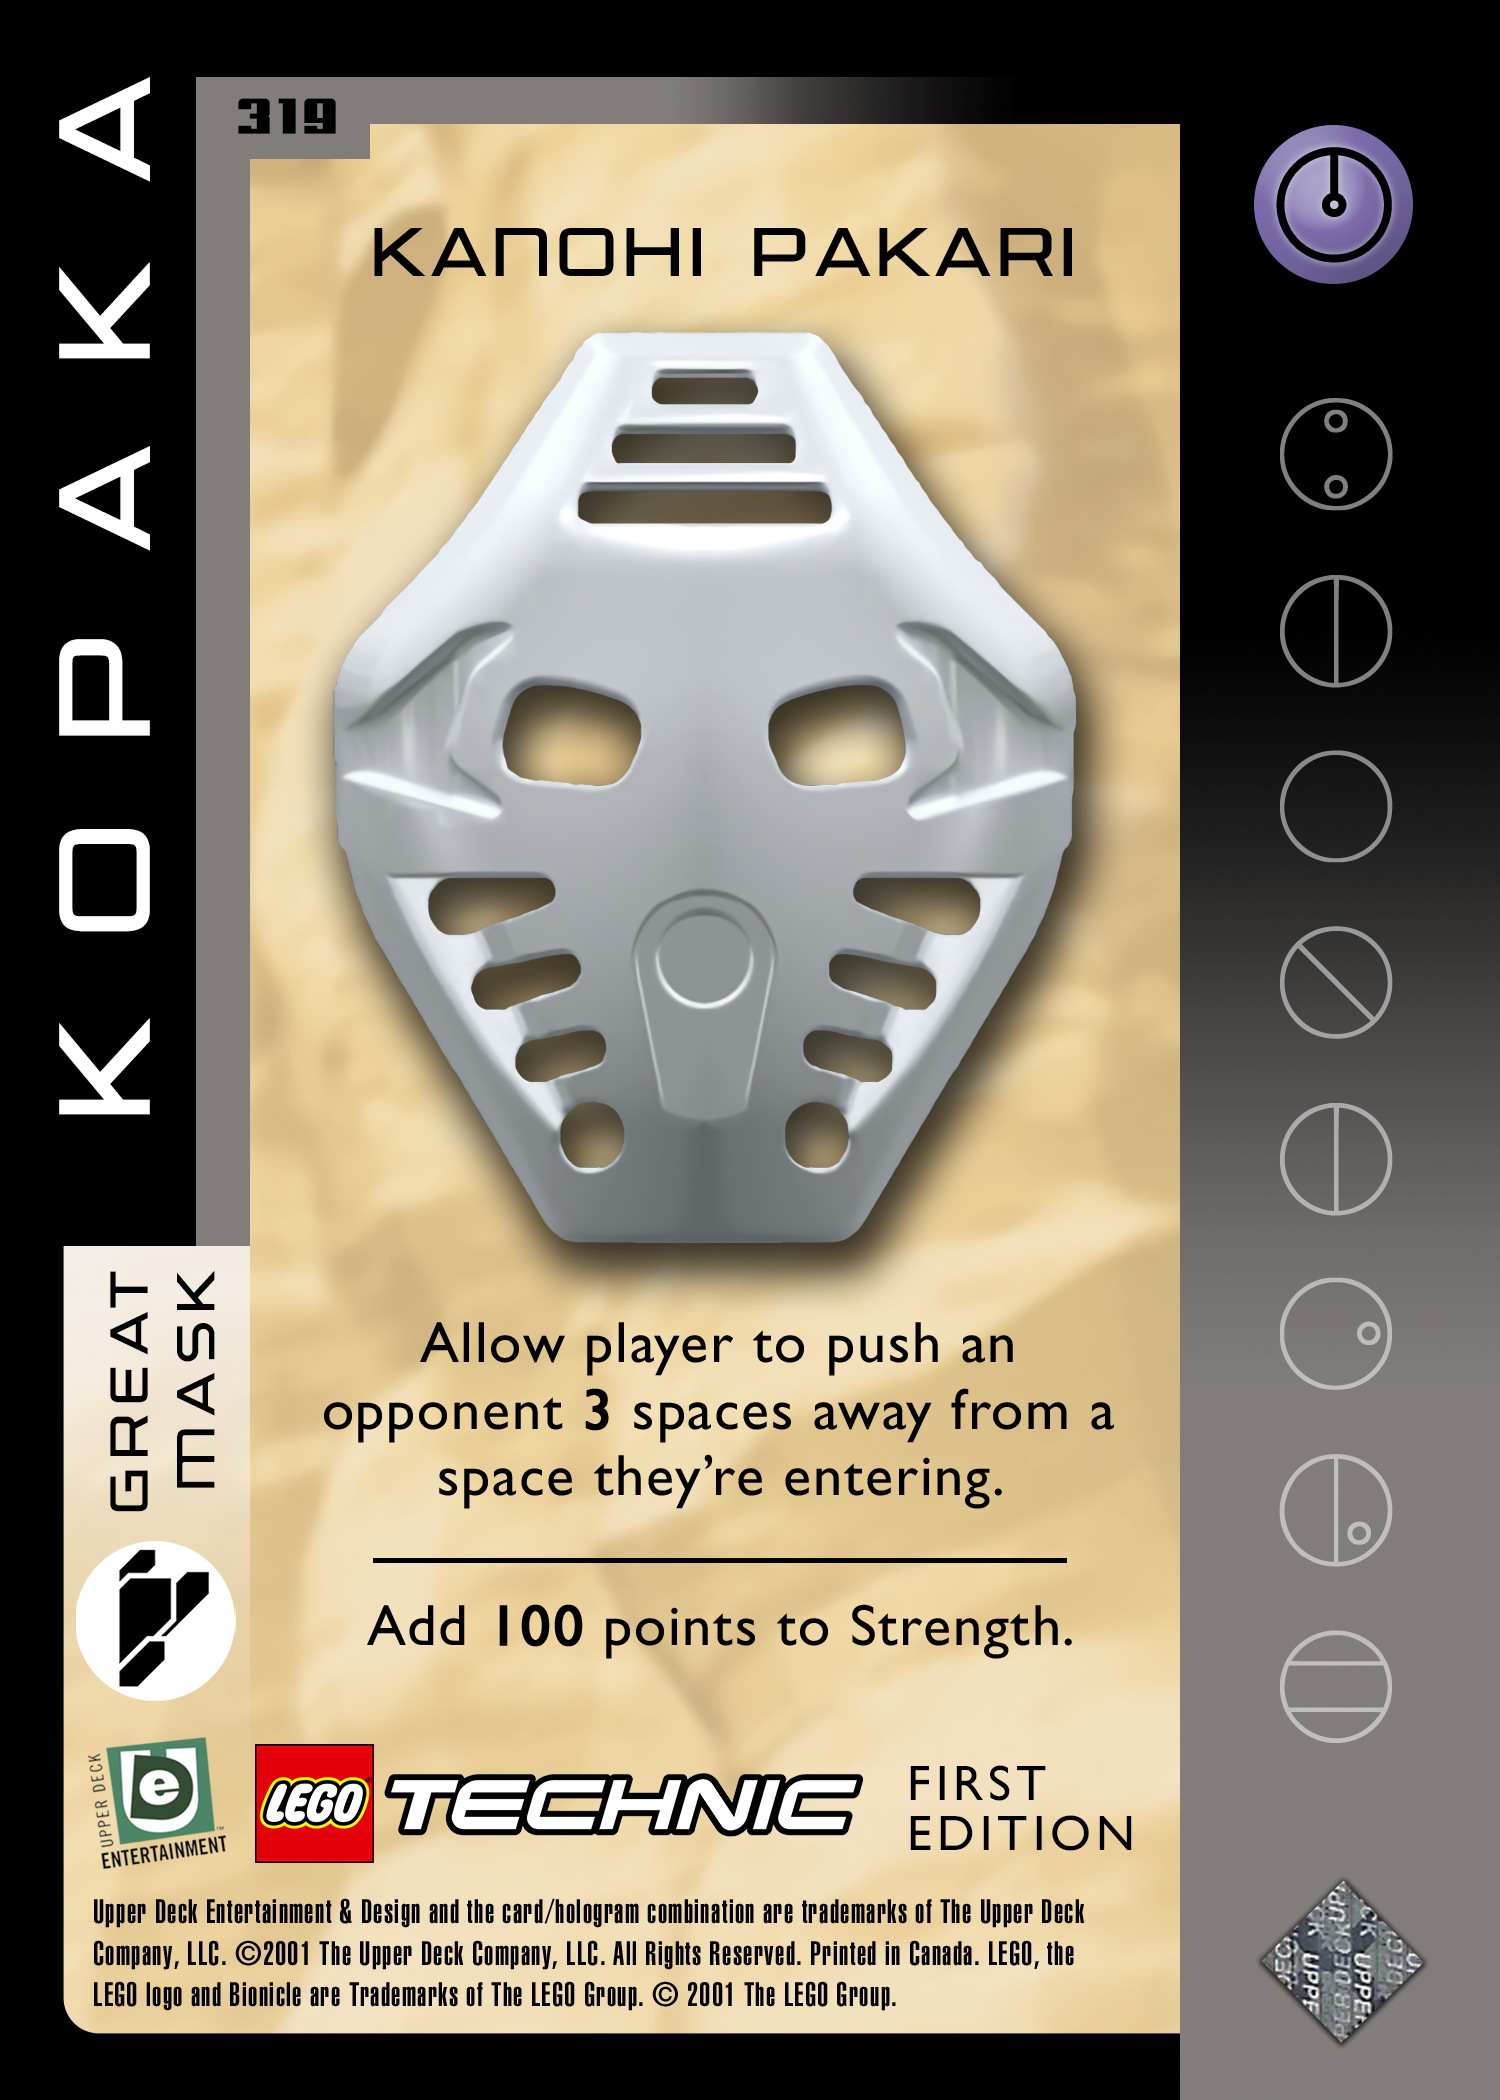 319
KOPAKA
KANOHI PAKARI
GREAT
MASK
Allow player to push an
opponent 3 spaces away from a
space they're entering.
Add 100 points to Strength.
UPPER DECK
e
ENTERTAINMENT™
LEGO
TECHNIC
FIRST
EDITION
Upper Deck Entertainment & Design and the card/hologram combination are trademarks of The Upper Deck
Company, LLC. ©2001 The Upper Deck Company, LLC. All Rights Reserved. Printed in Canada. LEGO, the
LEGO logo and Bionicle are Trademarks of The LEGO Group. © 2001 The LEGO Group.